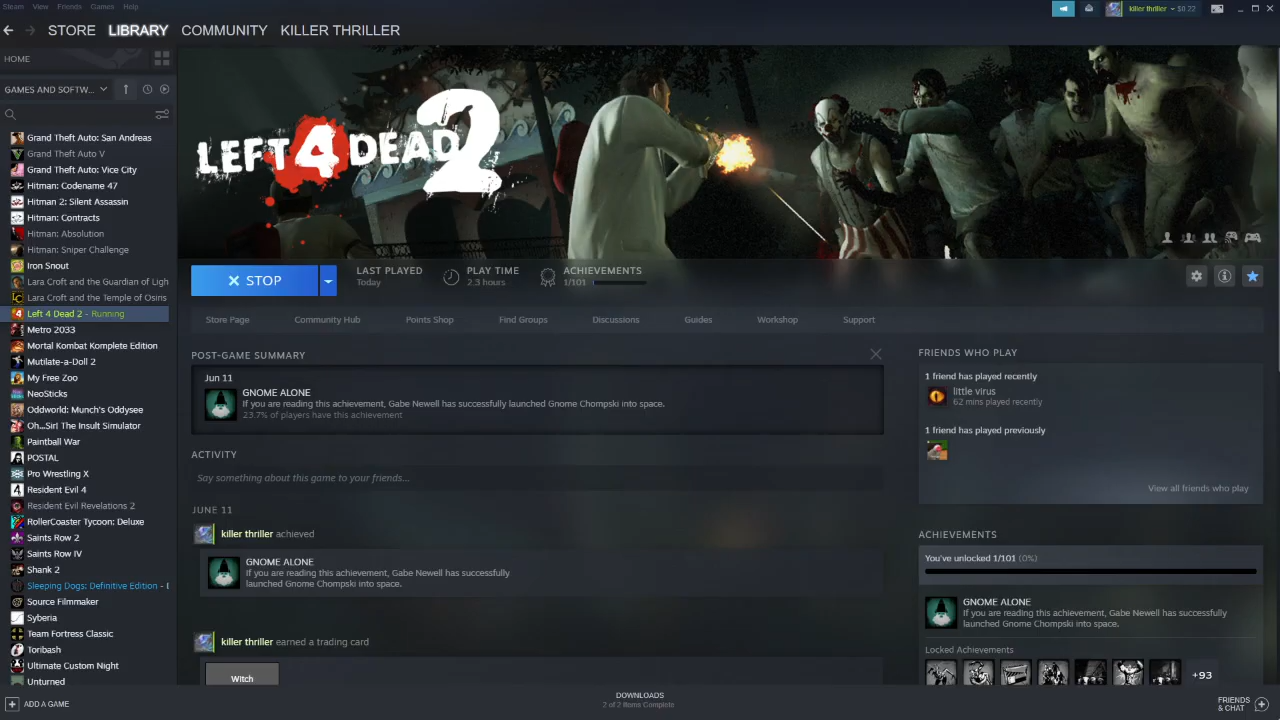 Steam View Friends Games Help
killer thriller $0.22
STORE LIBRARY COMMUNITY KILLER THRILLER
HOME
GAMES AND SOFTW...
Grand Theft Auto: San Andreas
Grand Theft Auto V
Grand Theft Auto: Vice City
Hitman: Codename 47
Hitman 2: Silent Assassin
Hitman: Contracts
Hitman: Absolution
Hitman: Sniper Challenge
Iron Snout
Lara Croft and the Guardian of Ligh
Lara Croft and the Temple of Osiris
Left 4 Dead 2 - Running
Metro 2033
Mortal Kombat Komplete Edition
Mutilate-a-Doll 2
My Free Zoo
NeoSticks
Oddworld: Munch's Oddysee
Oh...Sir! The Insult Simulator
Paintball War
POSTAL
Pro Wrestling X
Resident Evil 4
Resident Evil Revelations 2
RollerCoaster Tycoon: Deluxe
Saints Row 2
Saints Row IV
Shank 2
Sleeping Dogs: Definitive Edition -
Source Filmmaker
Syberia
Team Fortress Classic
Toribash
Ultimate Custom Night
Unturned
ADD A GAME
LEFT 4 DEAD 2
STOP
LAST PLAYED
Today
PLAY TIME
2.3 hours
ACHIEVEMENTS
1/101
Store Page Community Hub Points Shop Find Groups Discussions Guides Workshop Support
POST-GAME SUMMARY
Jun 11
GNOME ALONE
If you are reading this achievement, Gabe Newell has successfully launched Gnome Chompski into space.
23.7% of players have this achievement
ACTIVITY
Say something about this game to your friends...
JUNE 11
killer thriller achieved
GNOME ALONE
If you are reading this achievement, Gabe Newell has successfully
launched Gnome Chompski into space.
killer thriller earned a trading card
Witch
FRIENDS WHO PLAY
1 friend has played recently
little virus
62 mins played recently
1 friend has played previously
View all friends who play
ACHIEVEMENTS
You've unlocked 1/101 (0%)
GNOME ALONE
If you are reading this achievement, Gabe Newell has successfully
launched Gnome Chompski into space.
Locked Achievements
+93
DOWNLOADS
2 of 2 Items Complete
FRIENDS
& CHAT